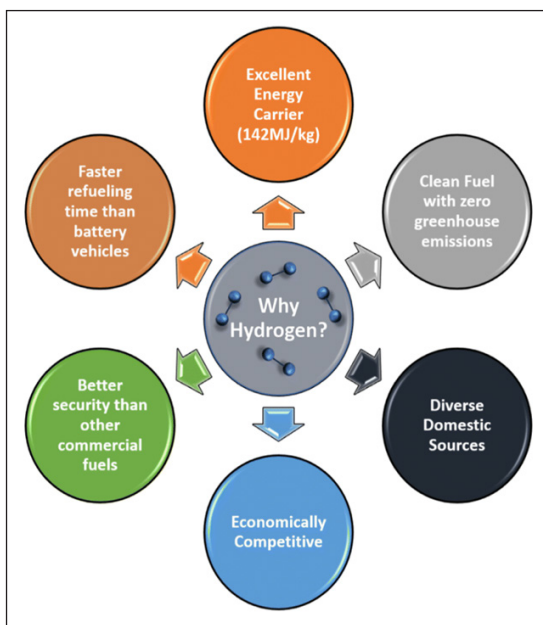 Excellent
Energy
Carrier
(142MJ/kg)
Faster
refueling
time than
battery
vehicles
Clean Fuel
with zero
greenhouse
emissions
Why
Hydrogen?
Better
security than
other
commercial
fuels
Diverse
Domestic
Sources
Economically
Competitive